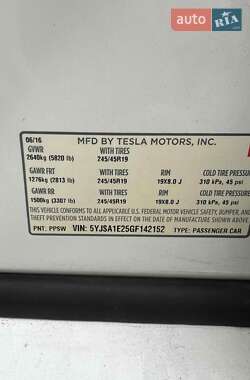 auto RIA .com
06/16 MFD BY TESLA MOTORS, INC.
GVWR WITH TIRES
2640kg (5820 lb) 245/45R19
GAWR FRT WITH TIRES RIM COLD TIRE PRESSURE
1276kg (2813 lb) 245/45R19 19X8.0 J 310 kPa, 45 psi
GAWR RR WITH TIRES RIM COLD TIRE PRESSURE
1500kg (3307 lb) 245/45R19 19X8.0 J 310 kPa, 45 psi
THIS VEHICLE CONFORMS TO ALL APPLICABLE
U.S. FEDERAL MOTOR VEHICLE SAFETY, BUMPER, AND
THEFT PREVENTION STANDARDS IN EFFECT ON THE DATE OF
MANUFACTURE SHOWN ABOVE.
PNT: PPSW VIN: 5YJSA1E25GF142152 TYPE: PASSENGER CAR